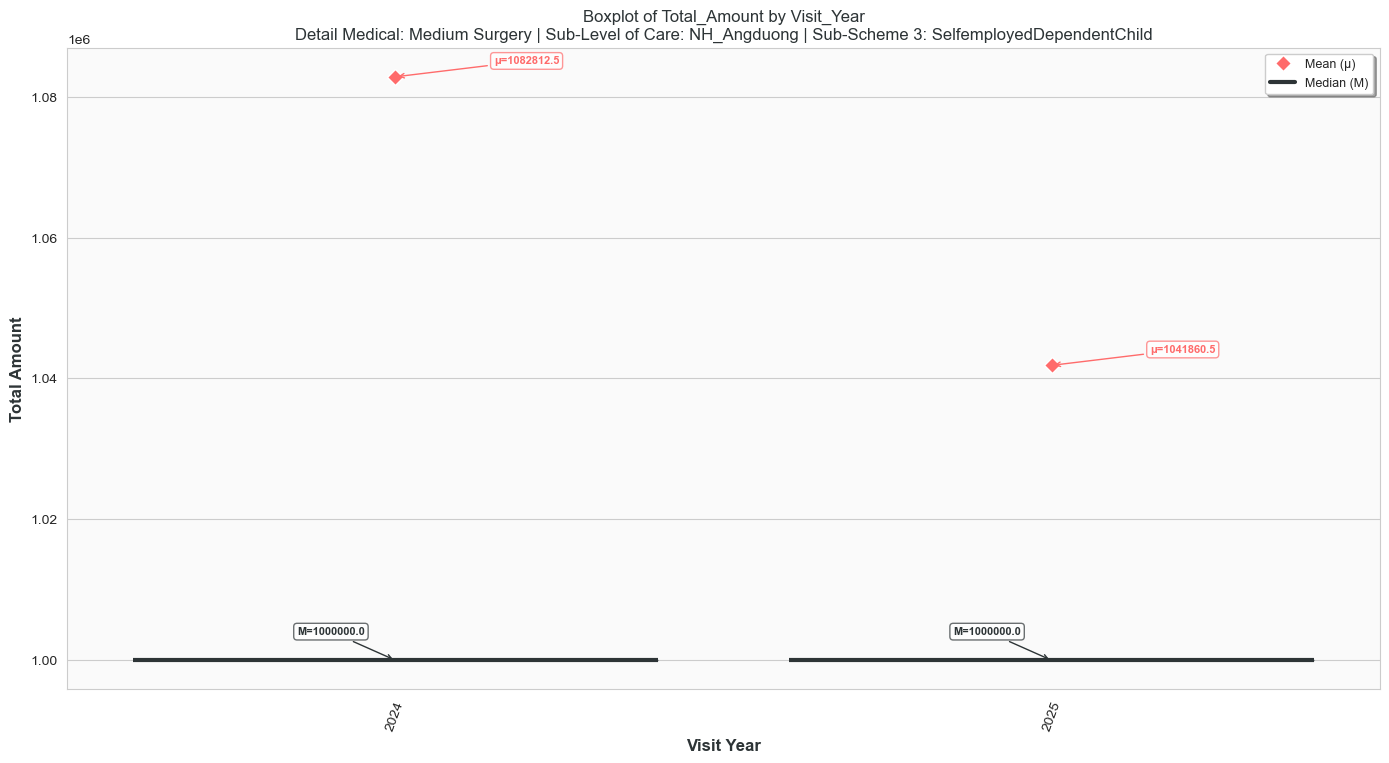 Boxplot of Total_Amount by Visit_Year
Detail Medical: Medium Surgery | Sub-Level of Care: NH_Angduong | Sub-Scheme 3: SelfemployedDependentChild
1e6
μ=1082812.5
Mean (μ)
Median (M)
1.08
1.06
μ=1041860.5
1.04
Total Amount
1.02
M=1000000.0
M=1000000.0
1.00
2024
2025
Visit Year